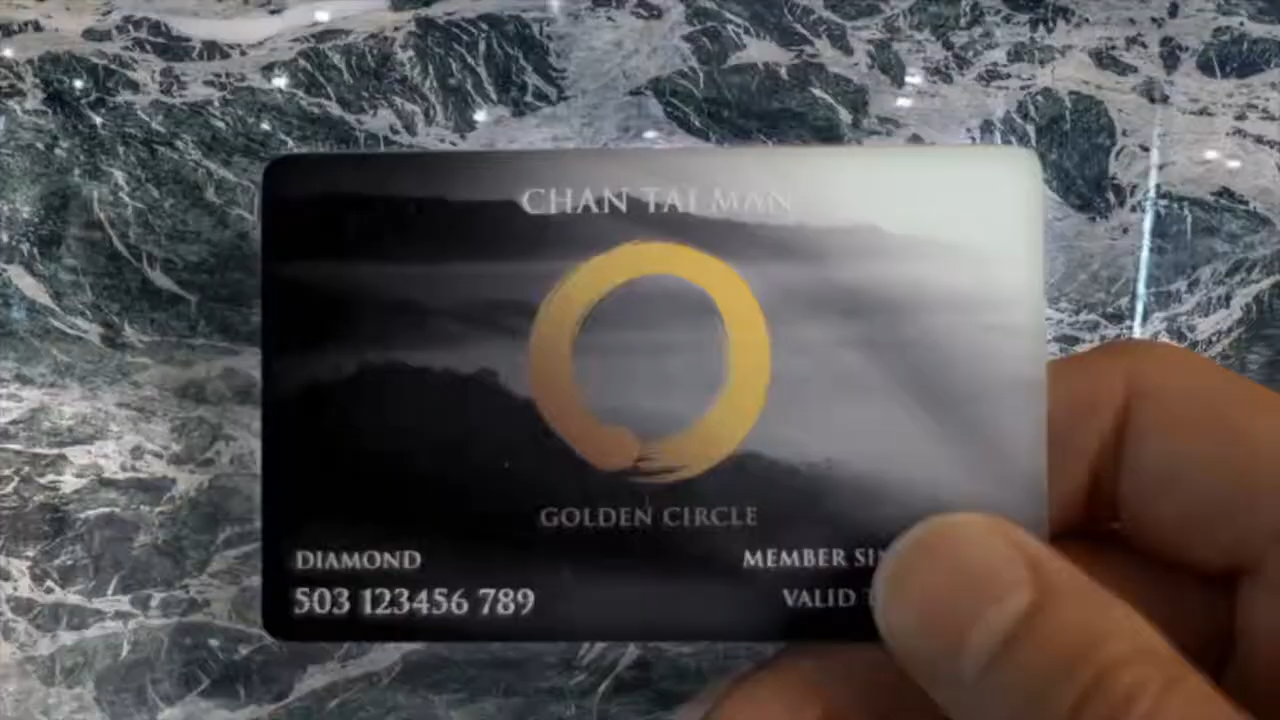 CHAN TAI MAN
GOLDEN CIRCLE
DIAMOND
MEMBER
503 123456 789
VALID